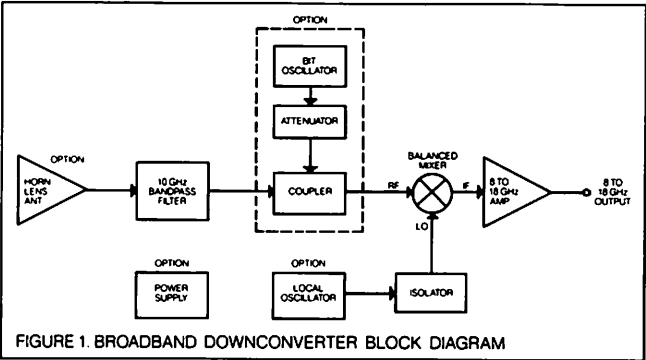 OPTION
BIT
OSCILLATOR
ATTENUATOR
OPTION
HORN
LENS
ANT
10 GHz
BANDPASS
FILTER
COUPLER
RF
BALANCED
MIXER
IF
LO
8 TO
18 GHz
AMP
8 TO
18 GHz
OUTPUT
OPTION
POWER
SUPPLY
OPTION
LOCAL
OSCILLATOR
ISOLATOR
FIGURE 1. BROADBAND DOWNCONVERTER BLOCK DIAGRAM